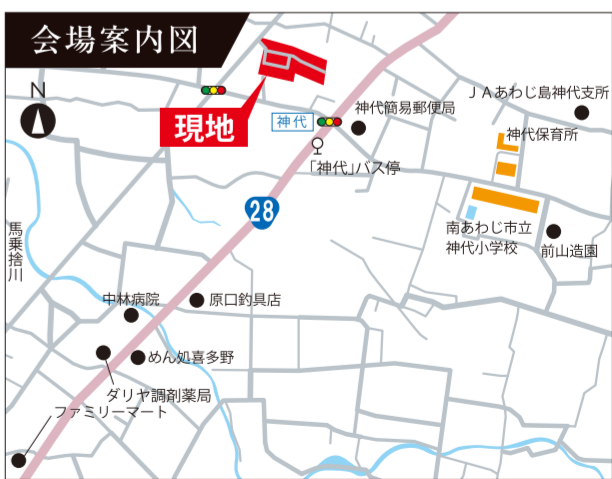 会場案内図
N
現地
神代
神代簡易郵便局
「神代」バス停
JAあわじ島神代支所
神代保育所
南あわじ市立
神代小学校
前山造園
28
馬乗捨川
中林病院
原口釣具店
めん処喜多野
ダリヤ調剤薬局
ファミリーマート